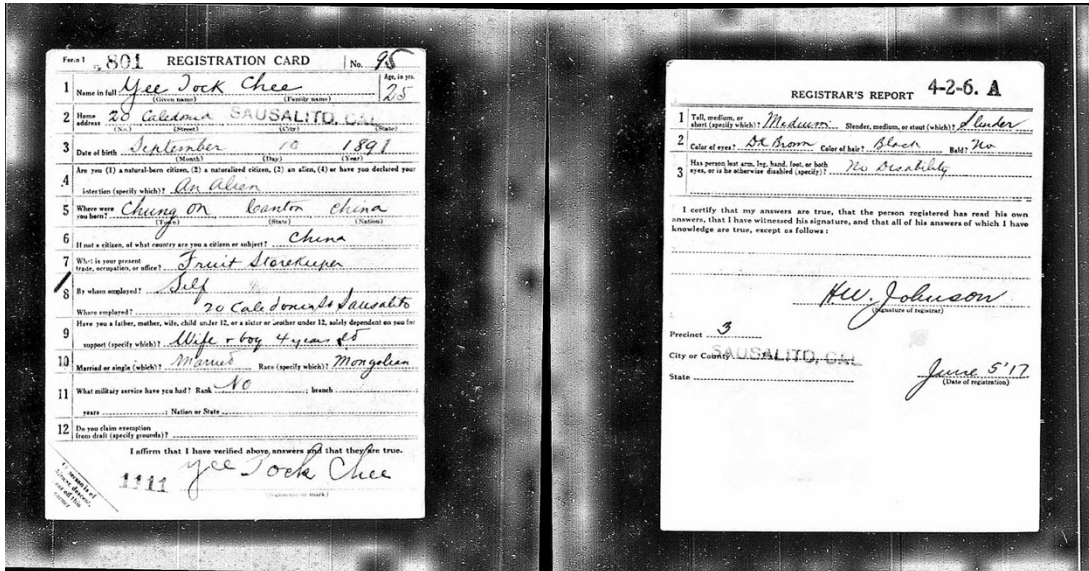 Form 1 801 REGISTRATION CARD No. 95
1 Name in full Yee Tock Chee Age, in yrs. 25
(Given name) (Family name)
2 Home address 20 Caledonia SAUSALITO, CAL
(No.) (Street) (City) (State)
3 Date of birth September 10 1891
(Month) (Day) (Year)
4 Are you (1) a natural-born citizen, (2) a naturalized citizen, (3) an alien, (4) or have you declared your
intention (specify which)? An Alien
5 Where were you born? Chung On Canton China
(Town) (State) (Nation)
6 If not a citizen, of what country are you a citizen or subject? China
7 What is your present trade, occupation, or office? Fruit Storekeeper
8 By whom employed? Self
Where employed? 20 Caledonia St Sausalito
9 Have you a father, mother, wife, child under 12, or a sister or brother under 12, solely dependent on you for
support (specify which)? Wife + boy 4 years old
10 Married or single (which)? Married Race (specify which)? Mongolian
11 What military service have you had? Rank No ; branch
years ; Nation or State
12 Do you claim exemption
from draft (specify grounds)?
I affirm that I have verified above answers and that they are true.
1111 Yee Tock Chee
(Signature or mark)
If person is of
African descent,
tear off this
corner
REGISTRAR'S REPORT 4-2-6. A
1 Tall, medium, or short (specify which)? Medium Slender, medium, or stout (which)? Slender
2 Color of eyes? Dk Brown Color of hair? Black Bald? No
3 Has person lost arm, leg, hand, foot, or both
eyes, or is he otherwise disabled (specify)? No Disability
I certify that my answers are true, that the person registered has read his own
answers, that I have witnessed his signature, and that all of his answers of which I have
knowledge are true, except as follows:
HW. Johnson
(Signature of registrar)
Precinct 3
City or County SAUSALITO, CAL
State
June 5'17
(Date of registration)